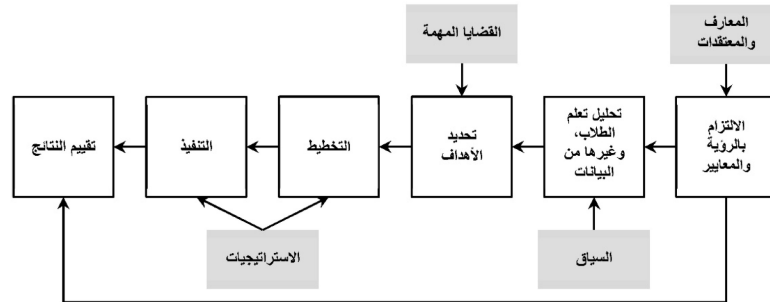 القضايا المهمة
المعارف
والمعتقدات
الالتزام
بالرؤية
والمعايير
تحليل تعلم
الطلاب،
وغيرها من
البيانات
تحديد
الأهداف
التخطيط
التنفيذ
تقييم النتائج
السياق
الاستراتيجيات